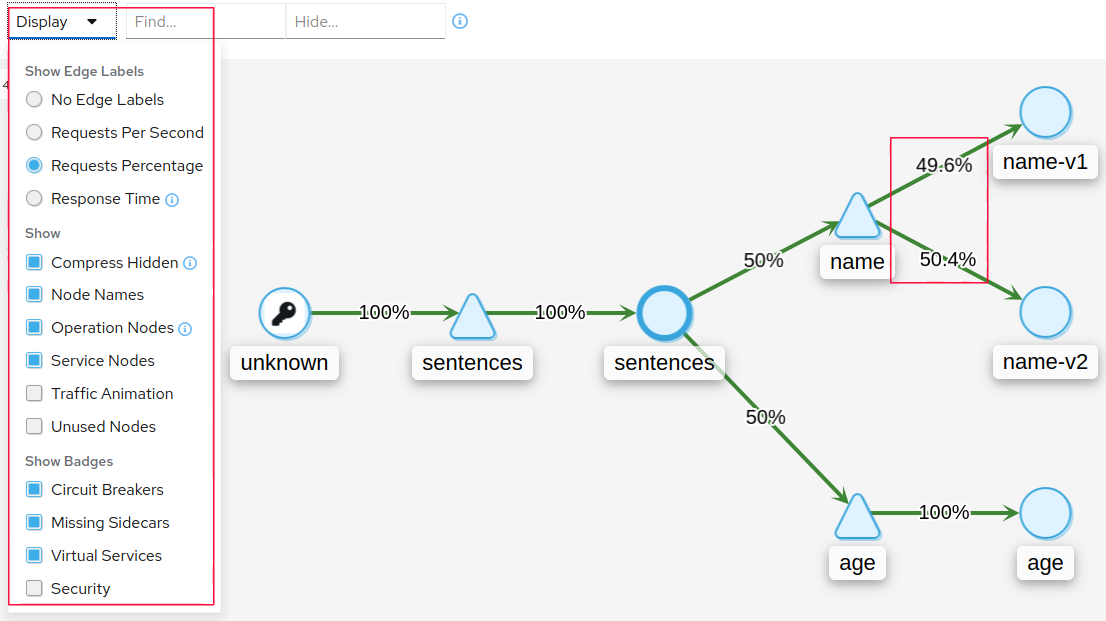 Display
Find...
Hide...
4
Show Edge Labels
No Edge Labels
Requests Per Second
Requests Percentage
Response Time
Show
Compress Hidden
Node Names
Operation Nodes
Service Nodes
Traffic Animation
Unused Nodes
Show Badges
Circuit Breakers
Missing Sidecars
Virtual Services
Security
49.6%
name-v1
50%
name
50.4%
100%
100%
unknown
sentences
sentences
name-v2
50%
100%
age
age